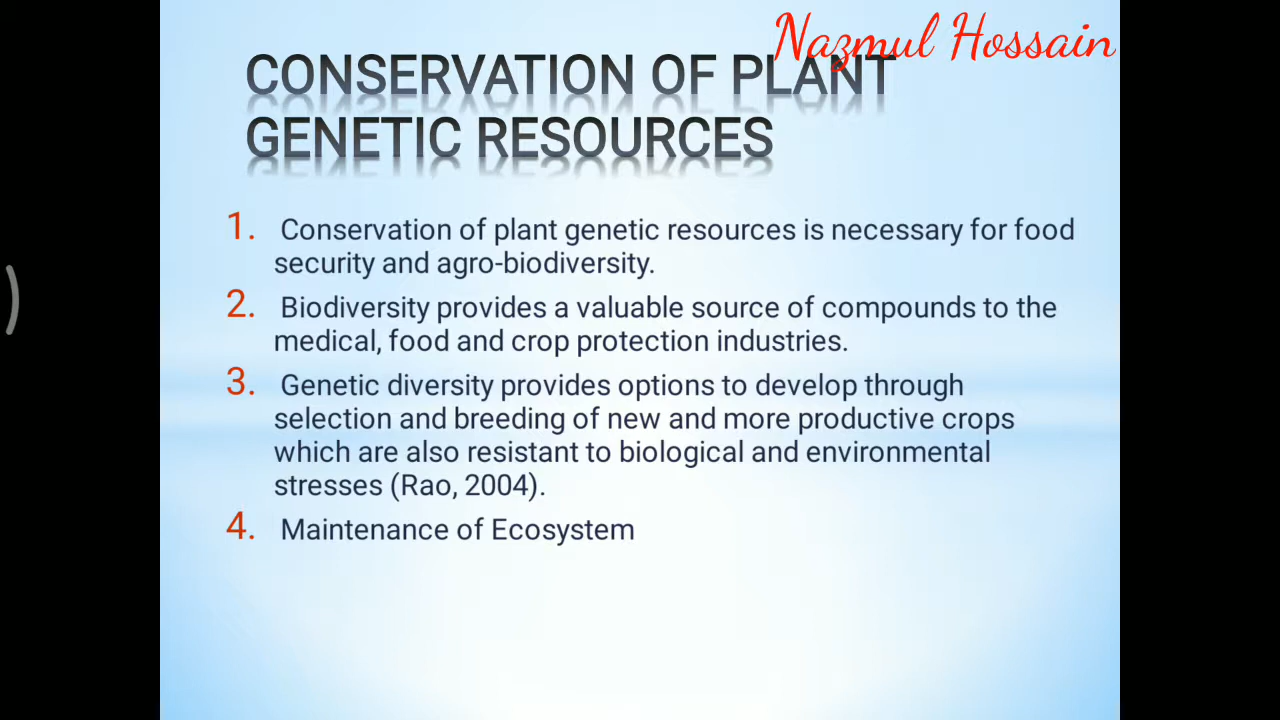 Nazmul Hossain
CONSERVATION OF PLANT
GENETIC RESOURCES
1. Conservation of plant genetic resources is necessary for food
security and agro-biodiversity.
2. Biodiversity provides a valuable source of compounds to the
medical, food and crop protection industries.
3. Genetic diversity provides options to develop through
selection and breeding of new and more productive crops
which are also resistant to biological and environmental
stresses (Rao, 2004).
4. Maintenance of Ecosystem